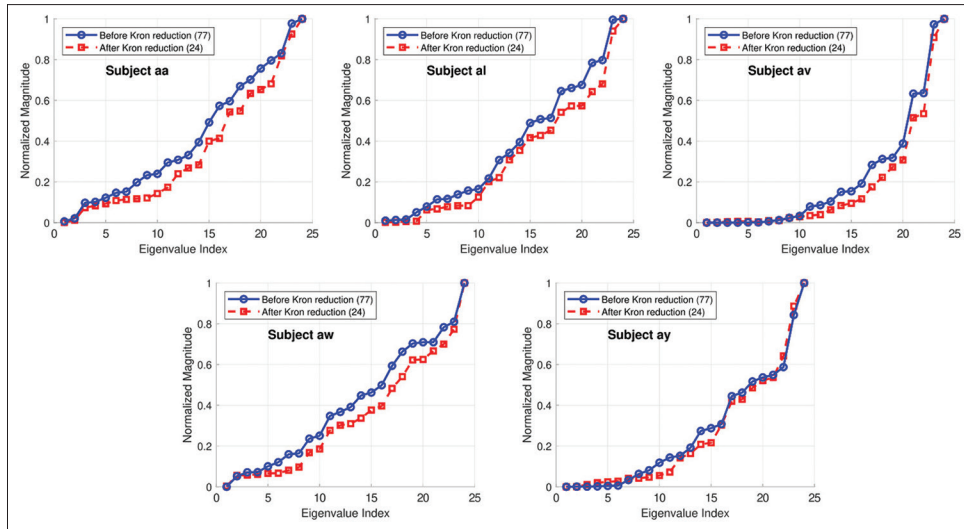 1
0.8
0.6
0.4
0.2
0
Normalized Magnitude
Before Kron reduction (77)
After Kron reduction (24)
Subject aa
0 5 10 15 20 25
Eigenvalue Index
1
0.8
0.6
0.4
0.2
0
Normalized Magnitude
Before Kron reduction (77)
After Kron reduction (24)
Subject al
0 5 10 15 20 25
Eigenvalue Index
1
0.8
0.6
0.4
0.2
0
Normalized Magnitude
Before Kron reduction (77)
After Kron reduction (24)
Subject av
0 5 10 15 20 25
Eigenvalue Index
1
0.8
0.6
0.4
0.2
0
Normalized Magnitude
Before Kron reduction (77)
After Kron reduction (24)
Subject aw
0 5 10 15 20 25
Eigenvalue Index
1
0.8
0.6
0.4
0.2
0
Normalized Magnitude
Before Kron reduction (77)
After Kron reduction (24)
Subject ay
0 5 10 15 20 25
Eigenvalue Index